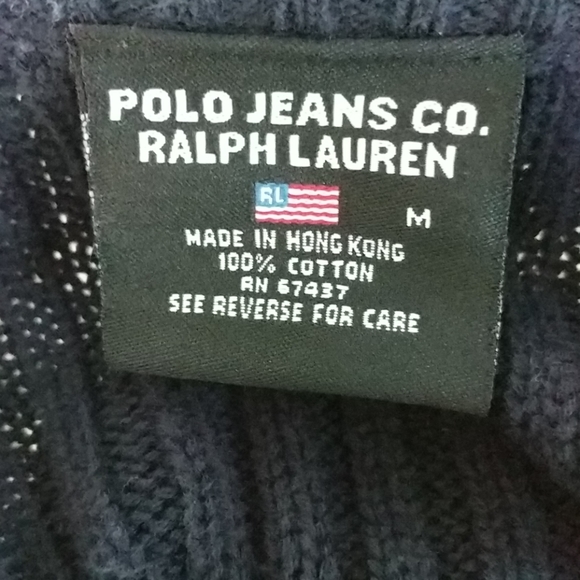 POLO JEANS CO.
RALPH LAUREN
RL
M
MADE IN HONG KONG
100% COTTON
RN 67437
SEE REVERSE FOR CARE